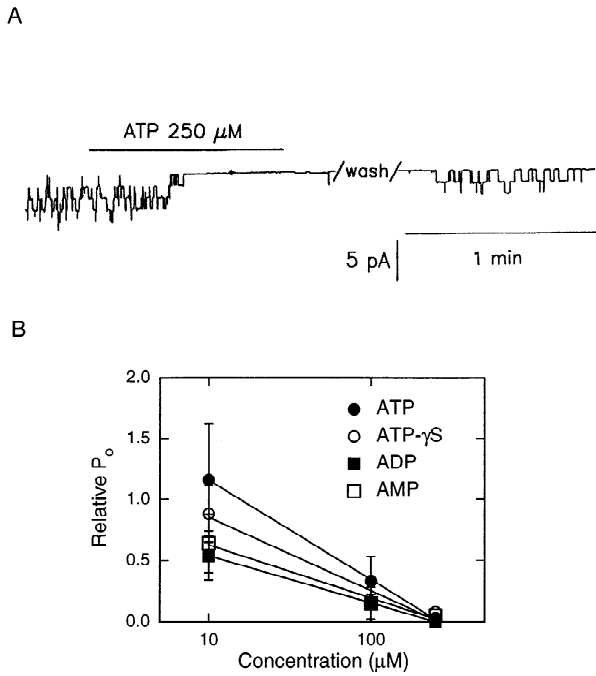 A
ATP 250 μM
wash
5 pA
1 min
B
2.0
1.5
1.0
0.5
0.0
Relative Po
ATP
ATP-γS
ADP
AMP
10
100
Concentration (μM)